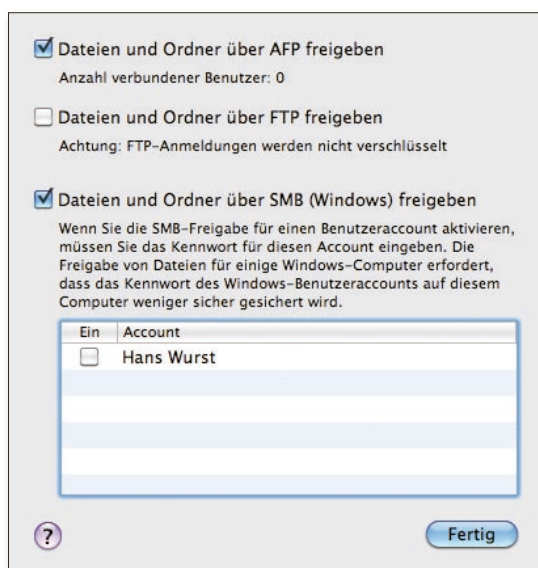 Dateien und Ordner über AFP freigeben
Anzahl verbundener Benutzer: 0
Dateien und Ordner über FTP freigeben
Achtung: FTP-Anmeldungen werden nicht verschlüsselt
Dateien und Ordner über SMB (Windows) freigeben
Wenn Sie die SMB-Freigabe für einen Benutzeraccount aktivieren,
müssen Sie das Kennwort für diesen Account eingeben. Die
Freigabe von Dateien für einige Windows-Computer erfordert,
dass das Kennwort des Windows-Benutzeraccounts auf diesem
Computer weniger sicher gesichert wird.
Ein Account
Hans Wurst
? Fertig